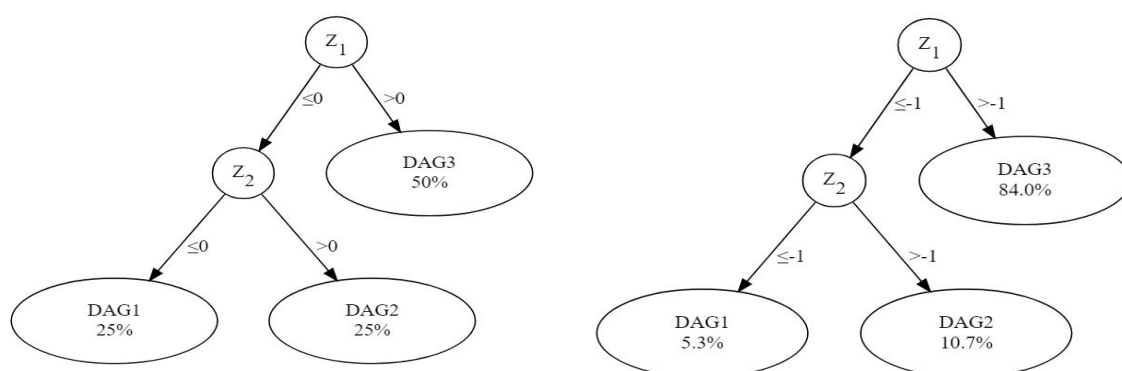 Z1
≤0
>0
Z2
DAG3
50%
≤0
>0
DAG1
25%
DAG2
25%
Z1
≤-1
>-1
Z2
DAG3
84.0%
≤-1
>-1
DAG1
5.3%
DAG2
10.7%